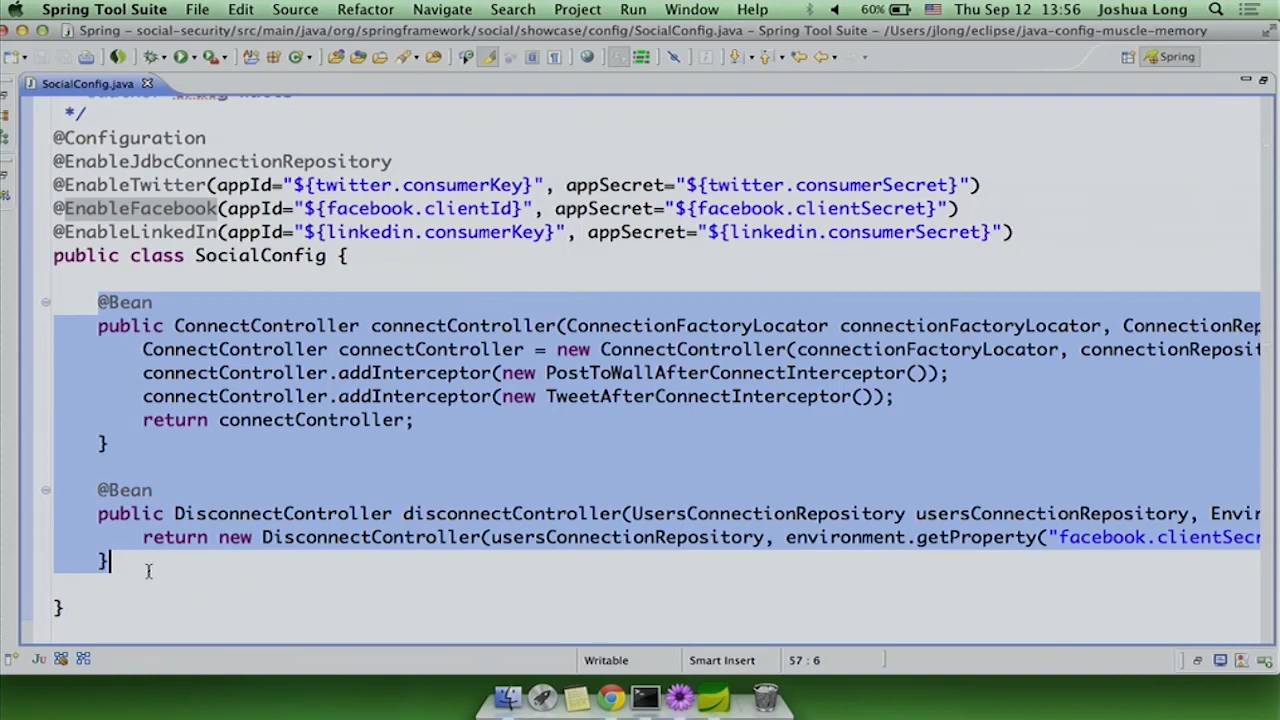 Spring Tool Suite File Edit Source Refactor Navigate Search Project Run Window Help 60% Thu Sep 12 13:56 Joshua Long
Spring – social-security/src/main/java/org/springframework/social/showcase/config/SocialConfig.java – Spring Tool Suite – /Users/jlong/eclipse/java-config-muscle-memory
Spring
SocialConfig.java
*/
@Configuration
@EnableJdbcConnectionRepository
@EnableTwitter(appId="${twitter.consumerKey}", appSecret="${twitter.consumerSecret}")
@EnableFacebook(appId="${facebook.clientId}", appSecret="${facebook.clientSecret}")
@EnableLinkedIn(appId="${linkedin.consumerKey}", appSecret="${linkedin.consumerSecret}")
public class SocialConfig {
@Bean
public ConnectController connectController(ConnectionFactoryLocator connectionFactoryLocator, ConnectionRep
ConnectController connectController = new ConnectController(connectionFactoryLocator, connectionReposit
connectController.addInterceptor(new PostToWallAfterConnectInterceptor());
connectController.addInterceptor(new TweetAfterConnectInterceptor());
return connectController;
}
@Bean
public DisconnectController disconnectController(UsersConnectionRepository usersConnectionRepository, Envir
return new DisconnectController(usersConnectionRepository, environment.getProperty("facebook.clientSecr
}
}
Ju Writable Smart Insert 57 : 6